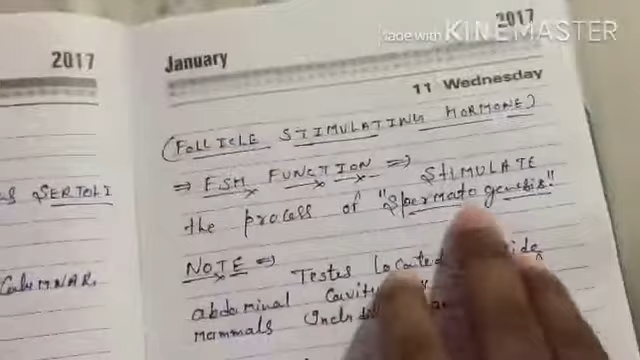 Made with KINEMASTER
2017
January
2017
11 Wednesday
(FOLLICLE STIMULATING HORMONE)
⇒ FSH FUNCTION ⇒ STIMULATE
the process of "Spermatogenesis"
NOTE ⇒ Testes located
abdominal
mammals
SERTOLI
COLUMNAR.